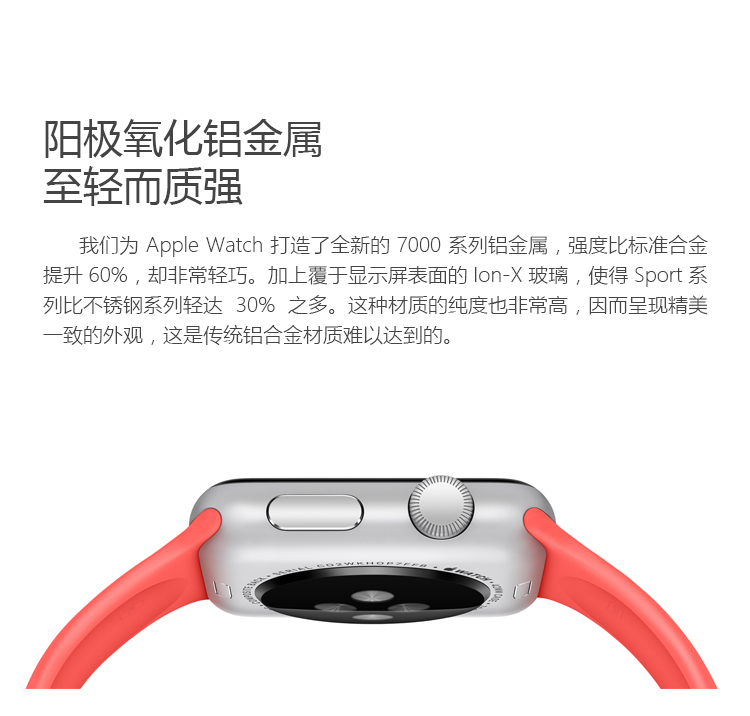 阳极氧化铝金属
至轻而质强
我们为 Apple Watch 打造了全新的 7000 系列铝金属，强度比标准合金
提升 60%，却非常轻巧。加上覆于显示屏表面的 Ion-X 玻璃，使得 Sport 系
列比不锈钢系列轻达 30% 之多。这种材质的纯度也非常高，因而呈现精美
一致的外观，这是传统铝合金材质难以达到的。
SERIAL
WATCH